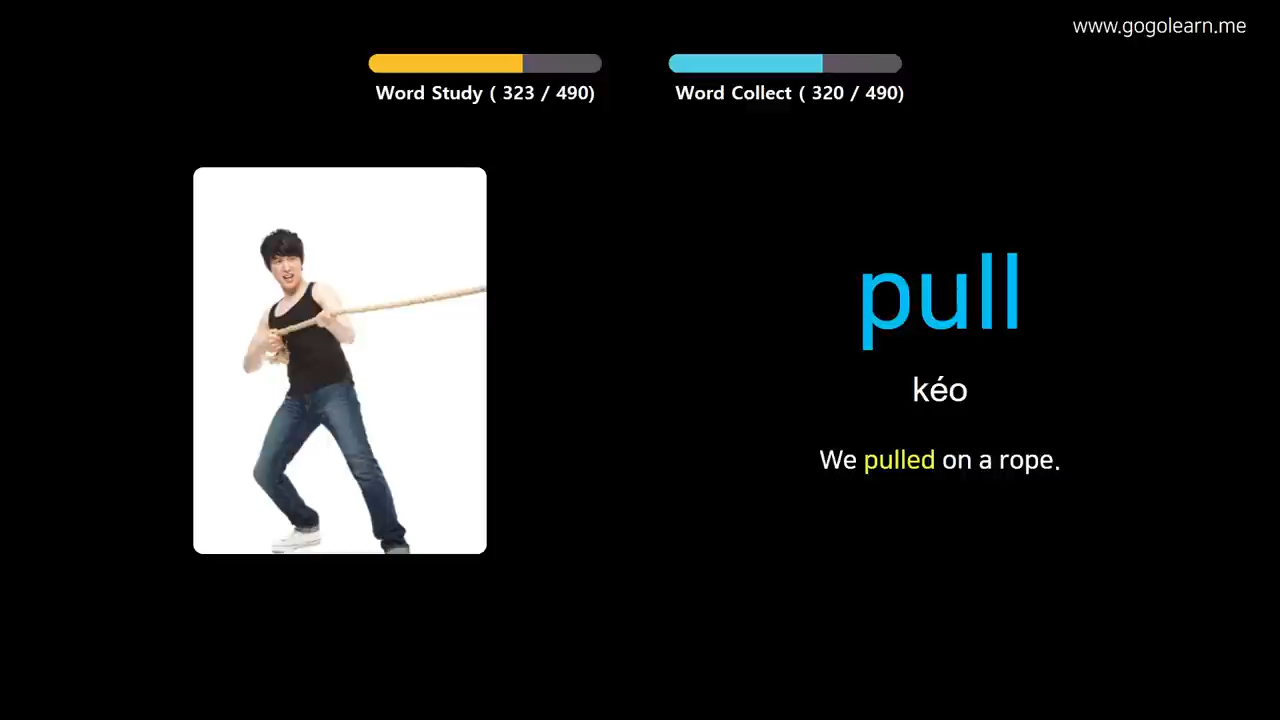 www.gogolearn.me
Word Study ( 323 / 490)
Word Collect ( 320 / 490)
pull
kéo
We pulled on a rope.